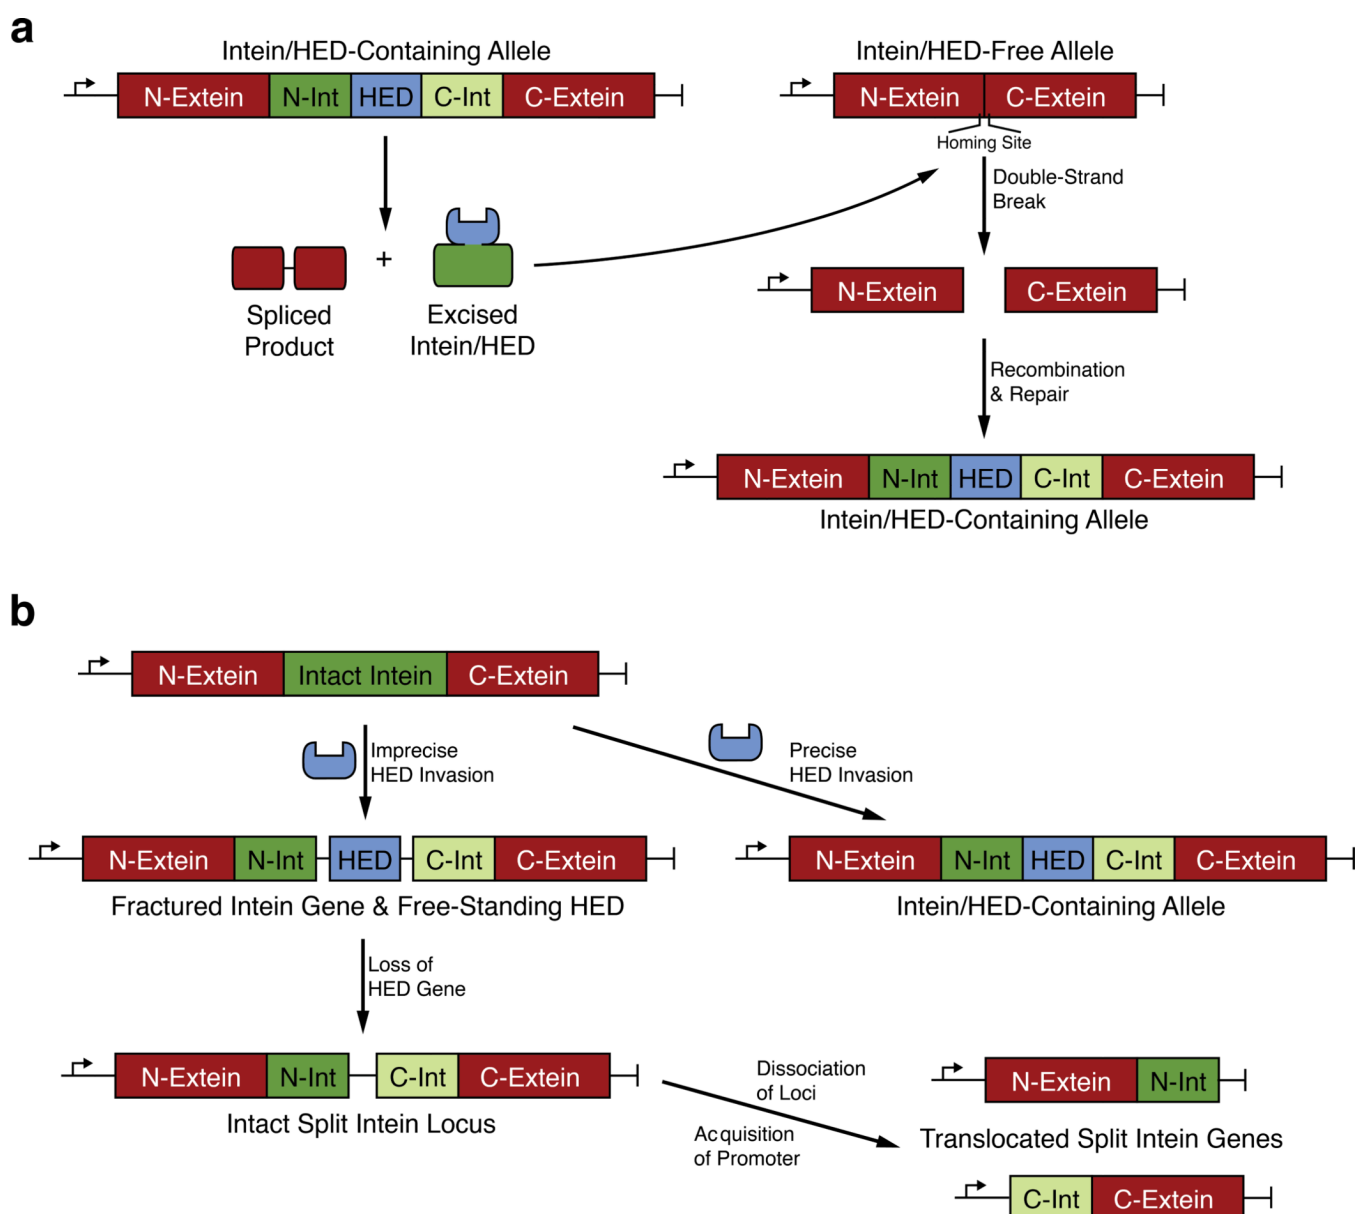 a
Intein/HED-Containing Allele
N-Extein N-Int HED C-Int C-Extein
Spliced
Product
+
Excised
Intein/HED
Intein/HED-Free Allele
N-Extein C-Extein
Homing Site
Double-Strand
Break
N-Extein C-Extein
Recombination
& Repair
N-Extein N-Int HED C-Int C-Extein
Intein/HED-Containing Allele
b
N-Extein Intact Intein C-Extein
Imprecise
HED Invasion
Precise
HED Invasion
N-Extein N-Int HED C-Int C-Extein
Fractured Intein Gene & Free-Standing HED
N-Extein N-Int HED C-Int C-Extein
Intein/HED-Containing Allele
Loss of
HED Gene
N-Extein N-Int C-Int C-Extein
Intact Split Intein Locus
Dissociation
of Loci
Acquisition
of Promoter
N-Extein N-Int
Translocated Split Intein Genes
C-Int C-Extein